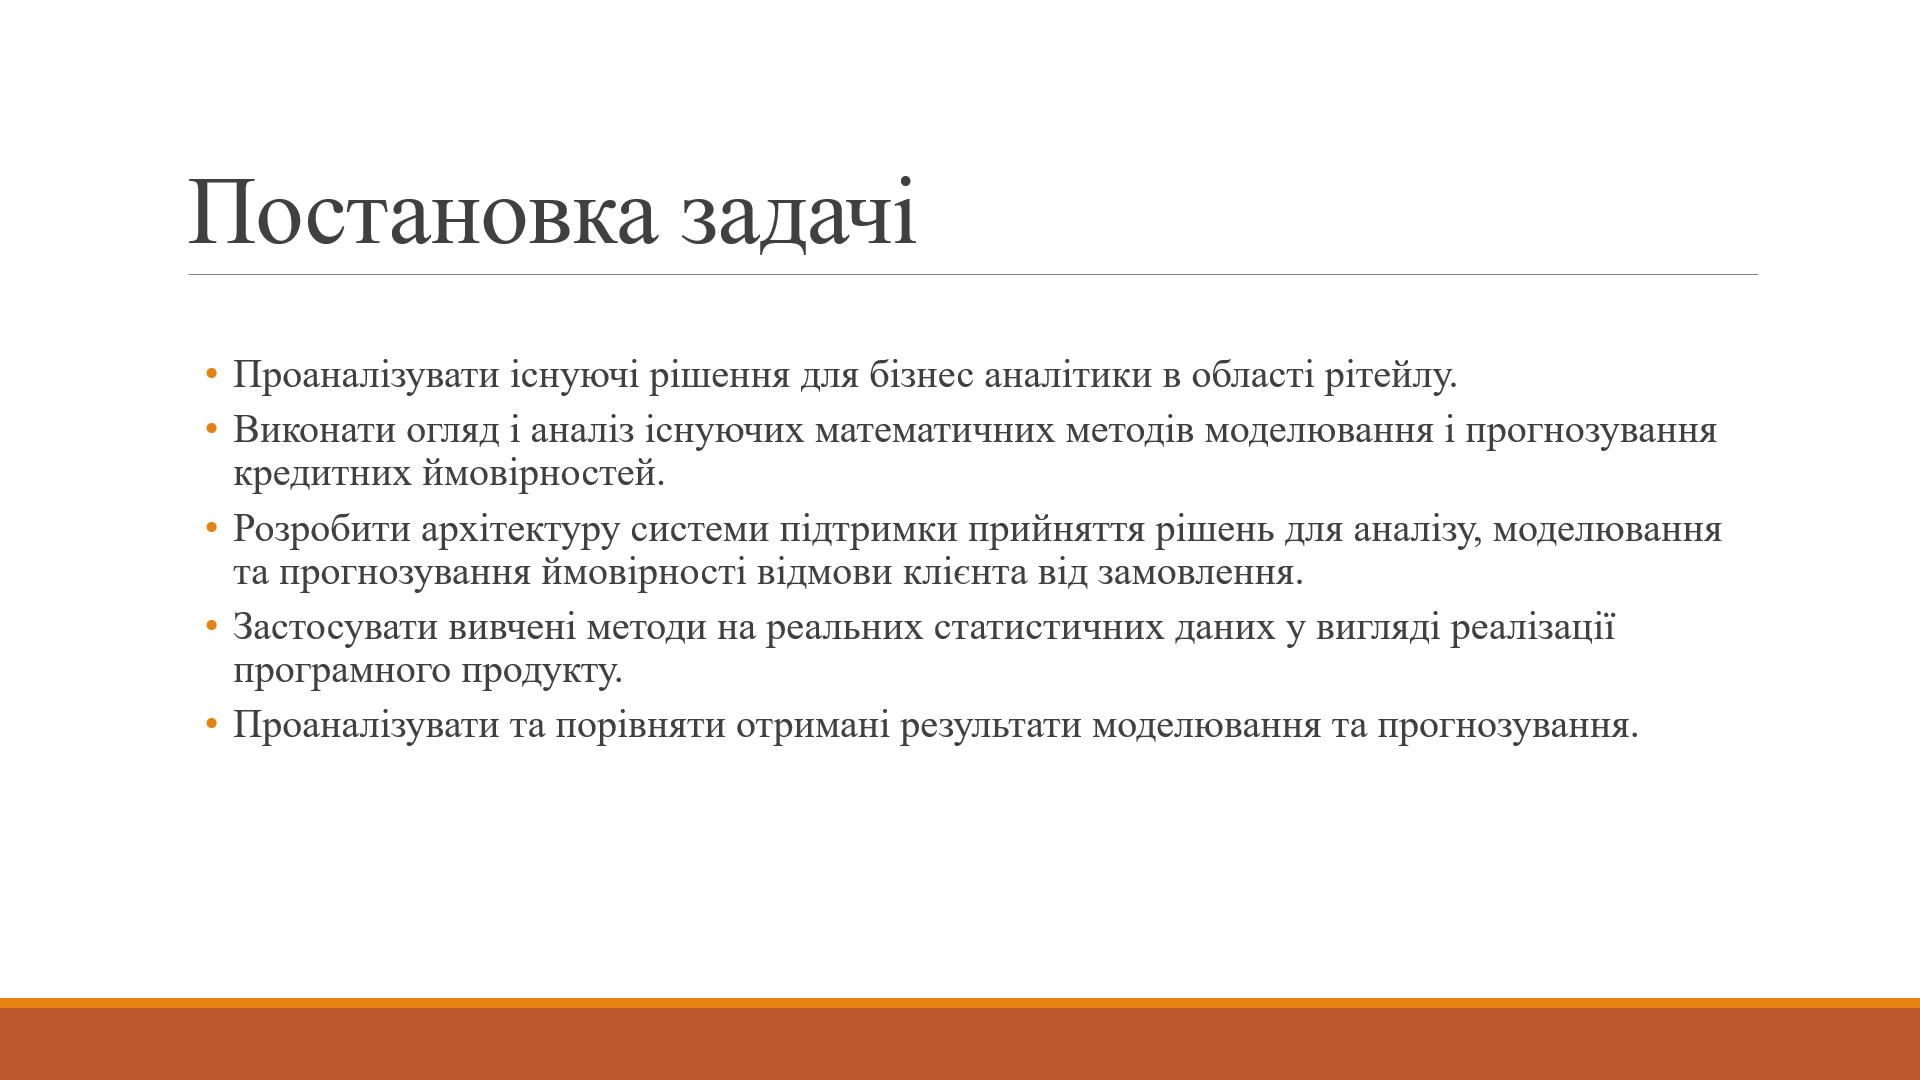 Постановка задачі
• Проаналізувати існуючі рішення для бізнес аналітики в області рітейлу.
• Виконати огляд і аналіз існуючих математичних методів моделювання і прогнозування
кредитних ймовірностей.
• Розробити архітектуру системи підтримки прийняття рішень для аналізу, моделювання
та прогнозування ймовірності відмови клієнта від замовлення.
• Застосувати вивчені методи на реальних статистичних даних у вигляді реалізації
програмного продукту.
• Проаналізувати та порівняти отримані результати моделювання та прогнозування.